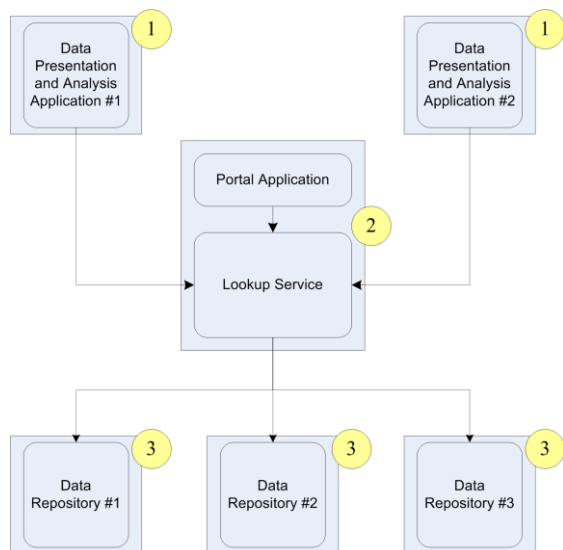 1
Data
Presentation
and Analysis
Application #1
1
Data
Presentation
and Analysis
Application #2
Portal Application
2
Lookup Service
3
Data
Repository #1
3
Data
Repository #2
3
Data
Repository #3